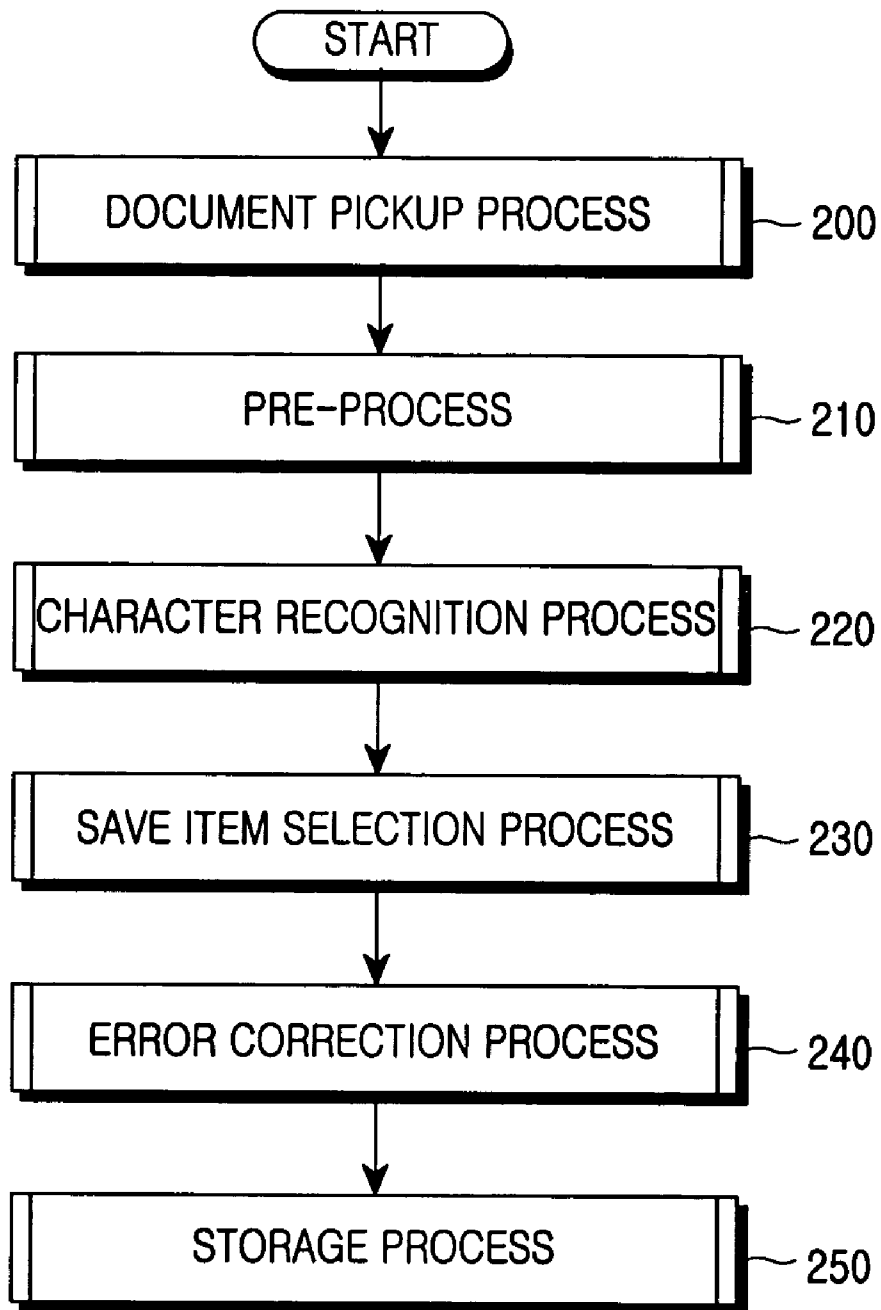 START
DOCUMENT PICKUP PROCESS
200
PRE-PROCESS
210
CHARACTER RECOGNITION PROCESS
220
SAVE ITEM SELECTION PROCESS
230
ERROR CORRECTION PROCESS
240
STORAGE PROCESS
250